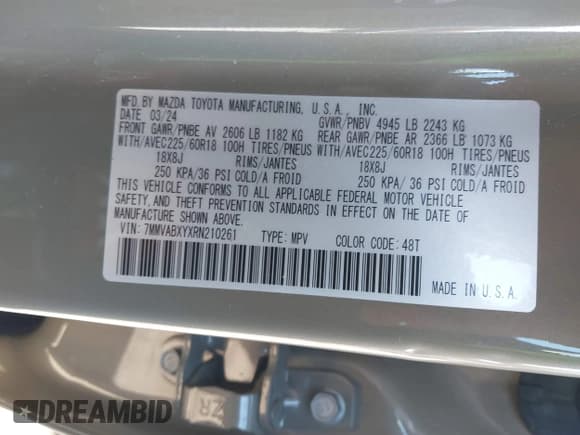 MFD. BY MAZDA TOYOTA MANUFACTURING, U.S.A., INC.
DATE 03/24 GVWR/PNBV 4945 LB 2243 KG
FRONT GAWR/PNBE AV 2606 LB 1182 KG REAR GAWR/PNBE AR 2366 LB 1073 KG
WITH/AVEC225/60R18 100H TIRES/PNEUS WITH/AVEC225/60R18 100H TIRES/PNEUS
18X8J RIMS/JANTES 18X8J RIMS/JANTES
250 KPA/36 PSI COLD/A FROID 250 KPA/ 36 PSI COLD/A FROID
THIS VEHICLE CONFORMS TO ALL APPLICABLE FEDERAL MOTOR VEHICLE
SAFETY,AND THEFT PREVENTION STANDARDS IN EFFECT ON THE DATE OF
MANUFACTURE SHOWN ABOVE.
VIN: 7MMVABXYXRN210261 TYPE: MPV COLOR CODE: 48T
MADE IN U.S.A.
ZR
DREAMBID